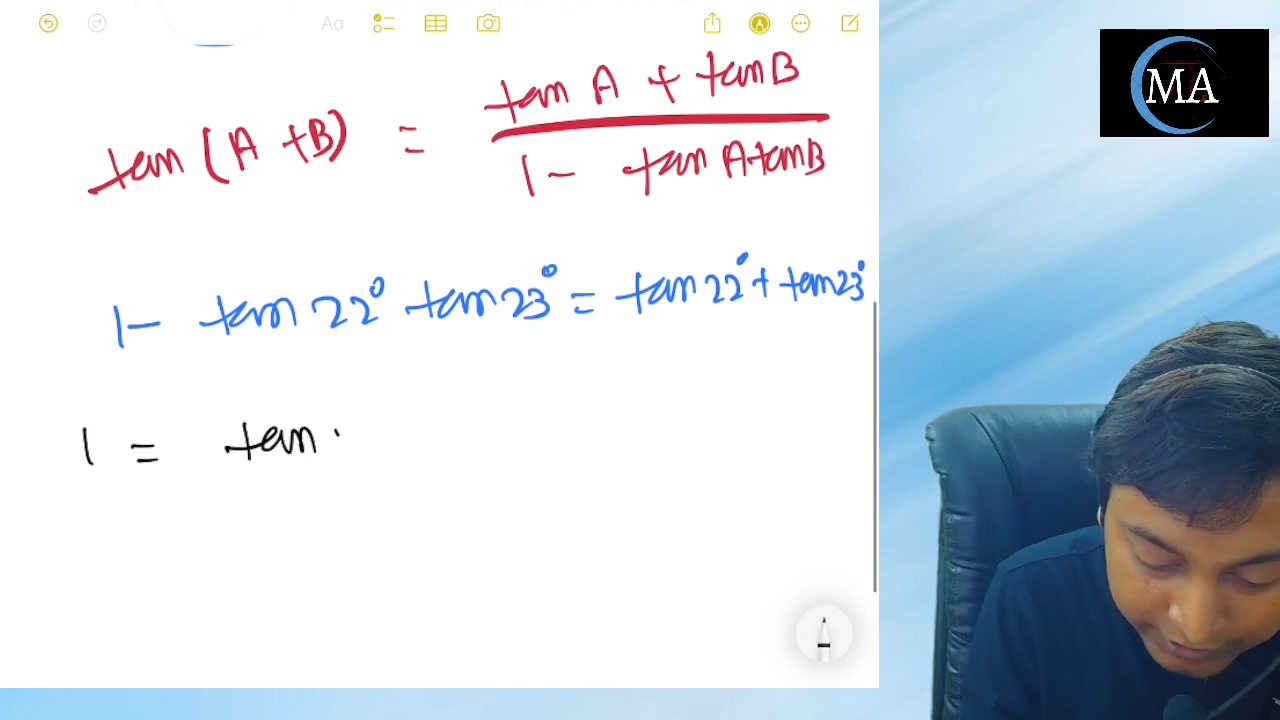 Aa
MA
tan (A + B) = tan A + tan B / 1 - tan A tan B
1 - tan 22° tan 23° = tan 22° + tan 23°
1 = tan